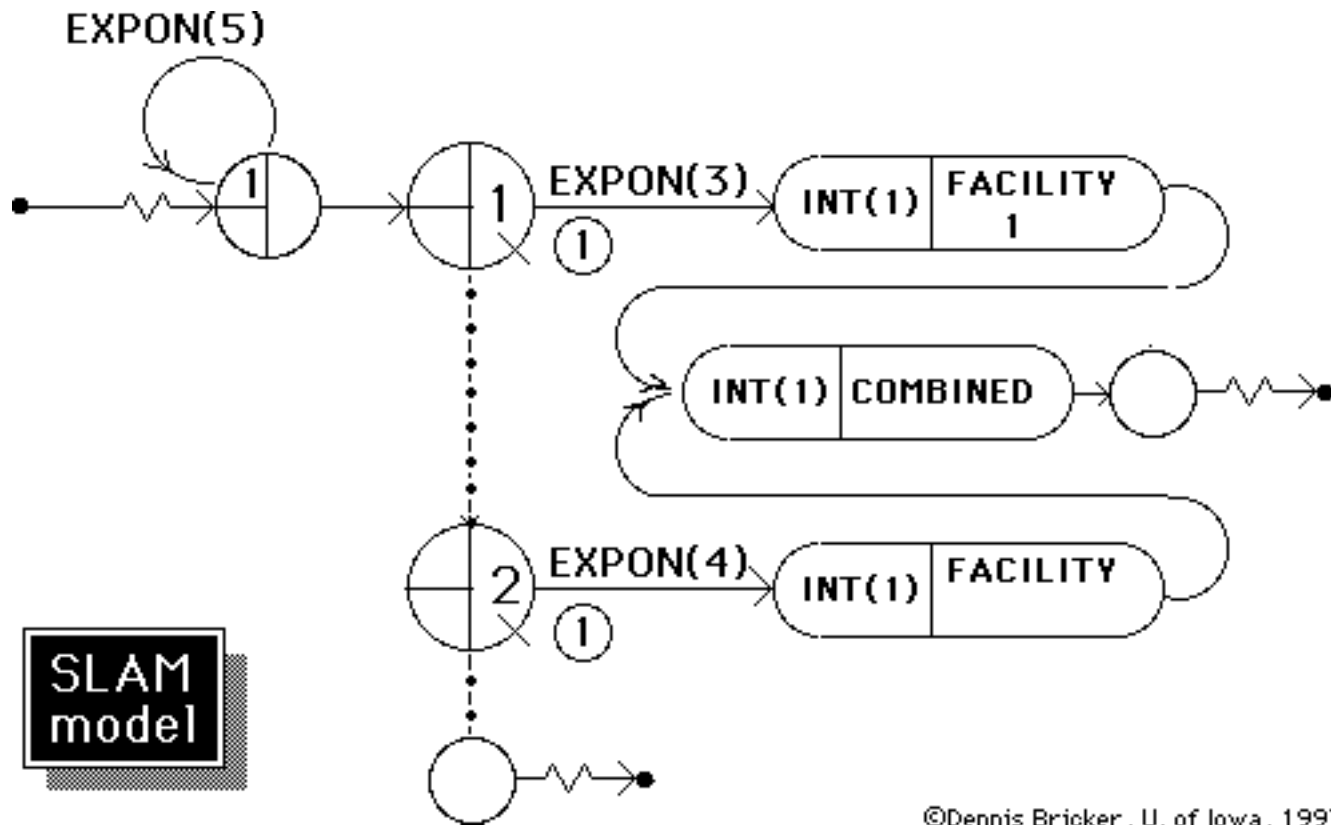 EXPON(5)
1
1
EXPON(3)
1
INT(1)
FACILITY
1
INT(1)
COMBINED
2
EXPON(4)
1
INT(1)
FACILITY
SLAM
model
©Dennis Bricker, U. of Iowa, 1997